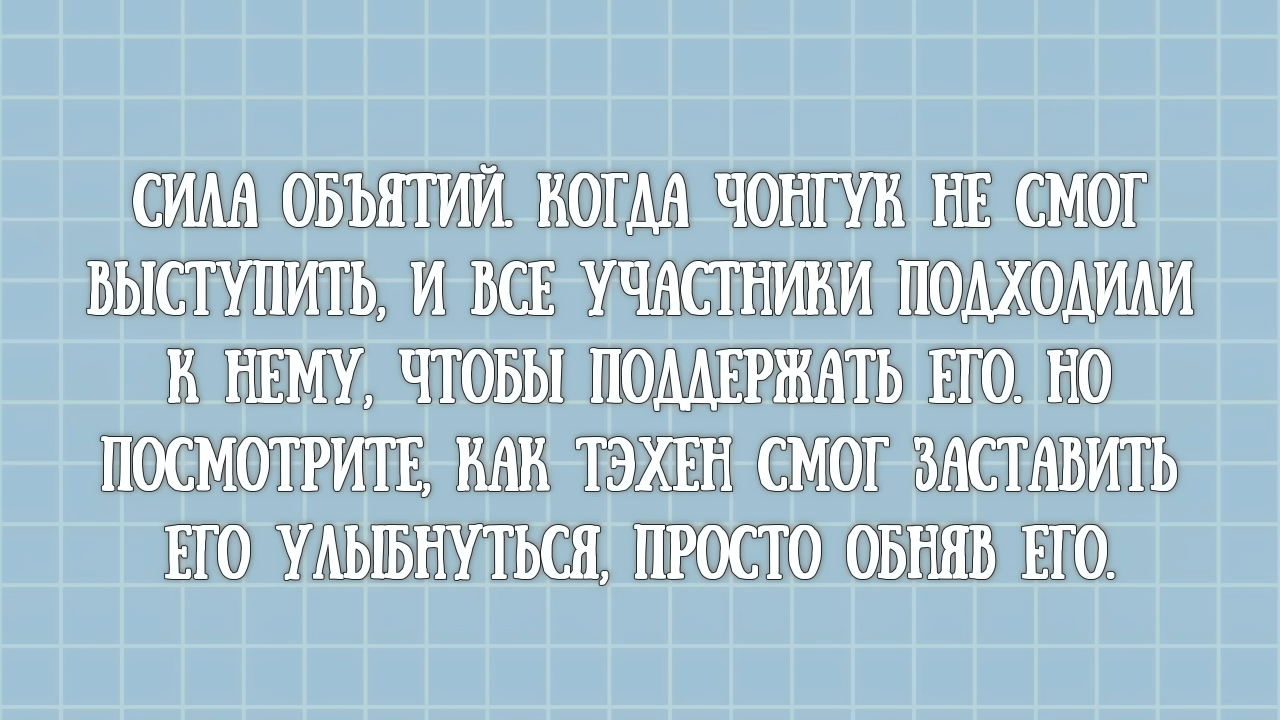 СИЛА ОБЪЯТИЙ. КОГДА ЧОНГУК НЕ СМОГ
ВЫСТУПИТЬ, И ВСЕ УЧАСТНИКИ ПОДХОДИЛИ
К НЕМУ, ЧТОБЫ ПОДДЕРЖАТЬ ЕГО. НО
ПОСМОТРИТЕ, КАК ТЭХЕН СМОГ ЗАСТАВИТЬ
ЕГО УЛЫБНУТЬСЯ, ПРОСТО ОБНЯВ ЕГО.